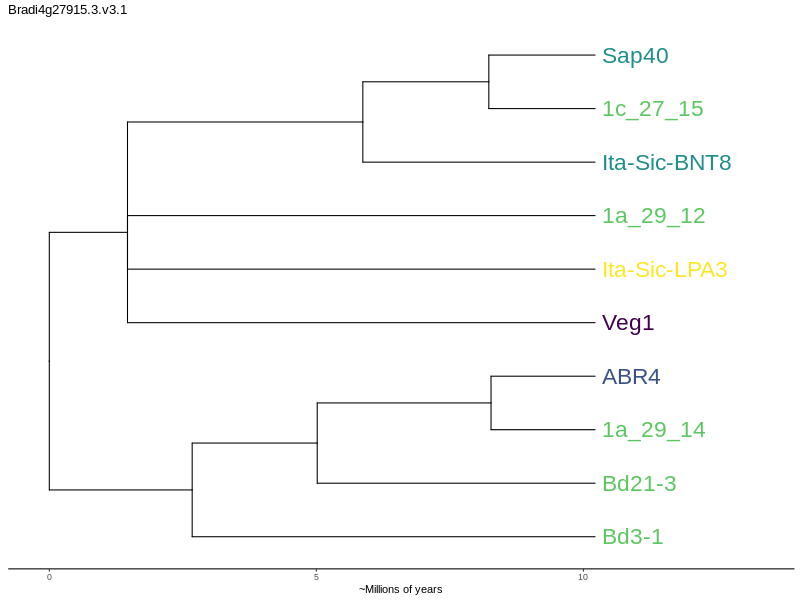 Bradi4g27915.3.v3.1
Sap40
1c_27_15
Ita-Sic-BNT8
1a_29_12
Ita-Sic-LPA3
Veg1
ABR4
1a_29_14
Bd21-3
Bd3-1
0 5 10
~Millions of years